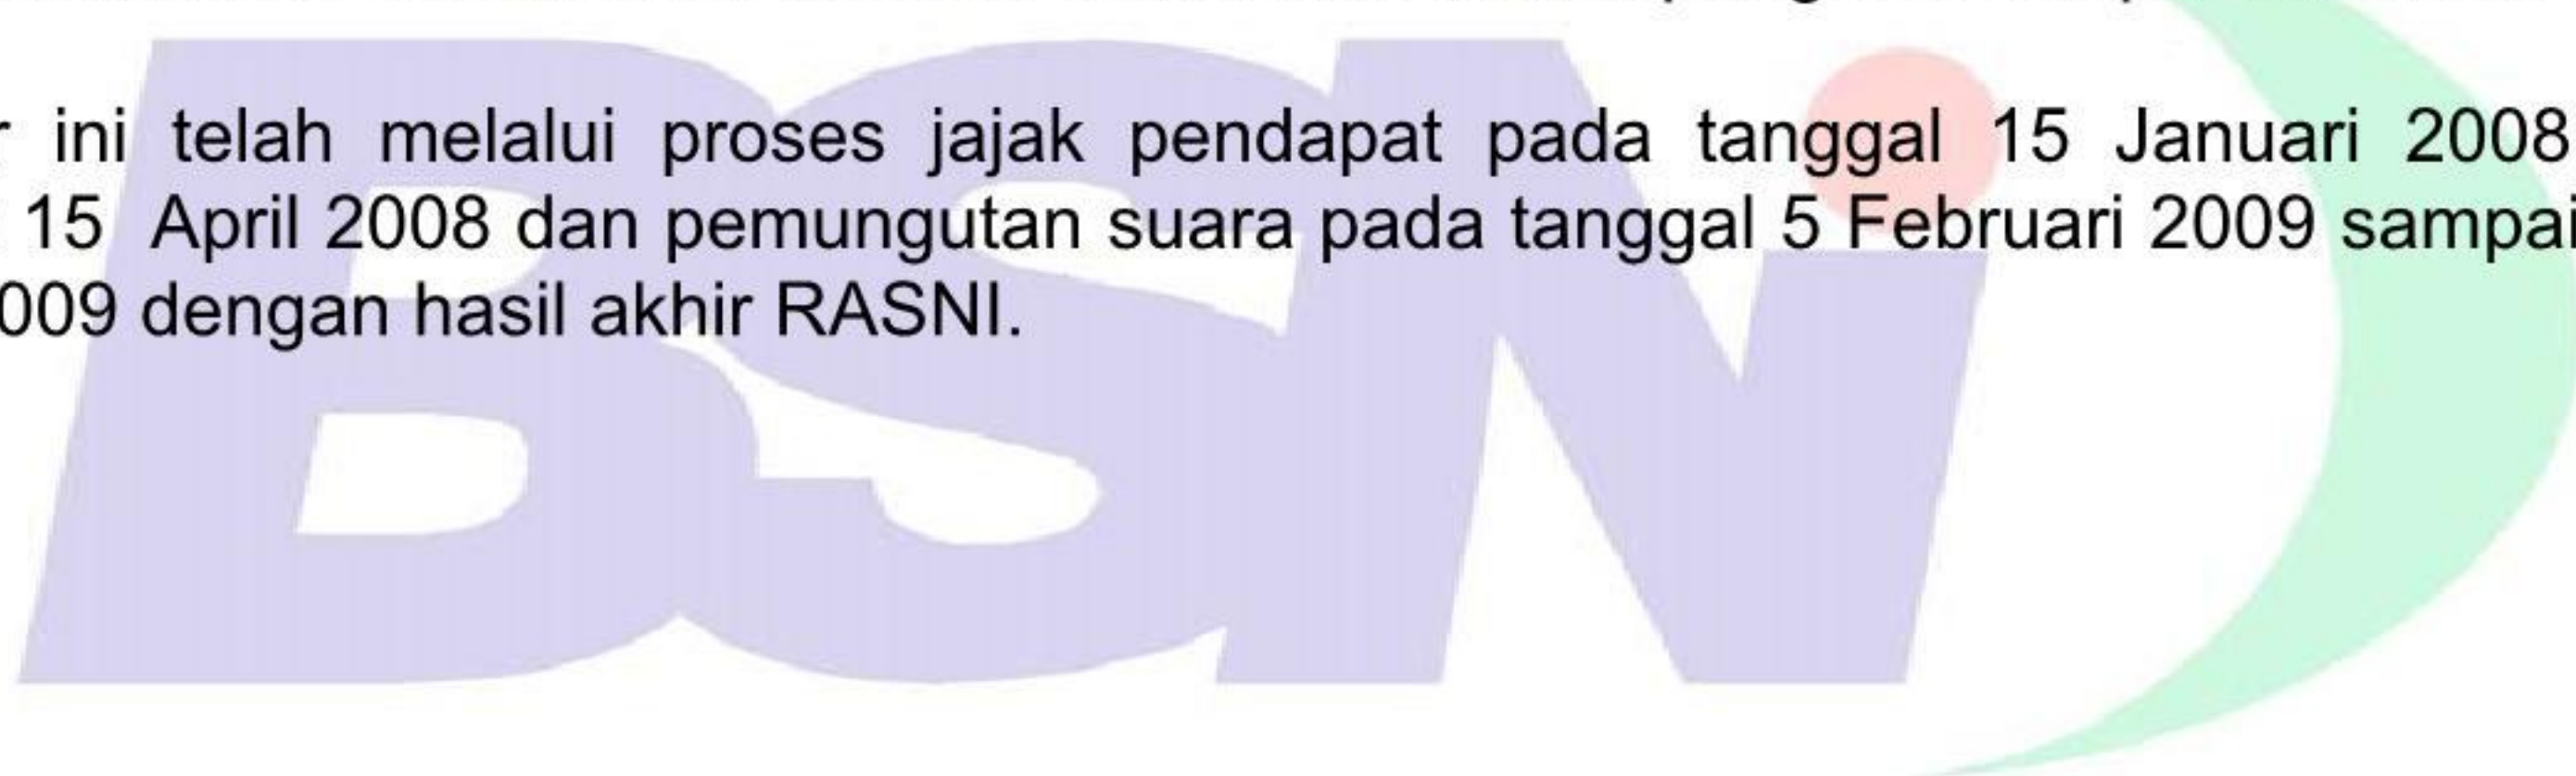 ini telah melalui proses jajak pendapat pada tanggal 15 Januari 2008
15 April 2008 dan pemungutan suara pada tanggal 5 Februari 2009 sampai
009 dengan hasil akhir RASNI.
BSN